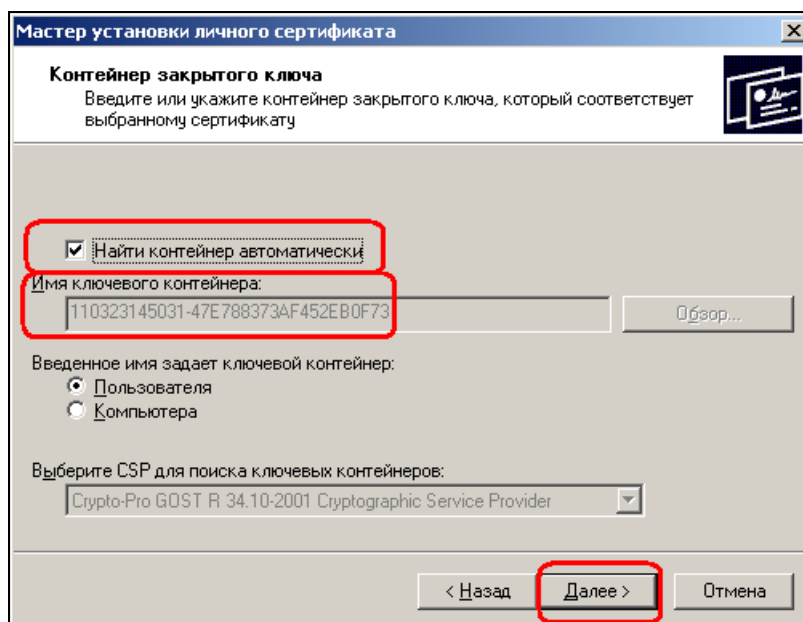 Мастер установки личного сертификата
Контейнер закрытого ключа
Введите или укажите контейнер закрытого ключа, который соответствует
выбранному сертификату
Найти контейнер автоматически
Имя ключевого контейнера:
110323145031-47E788373AF452EB0F73
Обзор...
Введенное имя задает ключевой контейнер:
Пользователя
Компьютера
Выберите CSP для поиска ключевых контейнеров:
Crypto-Pro GOST R 34.10-2001 Cryptographic Service Provider
< Назад Далее > Отмена